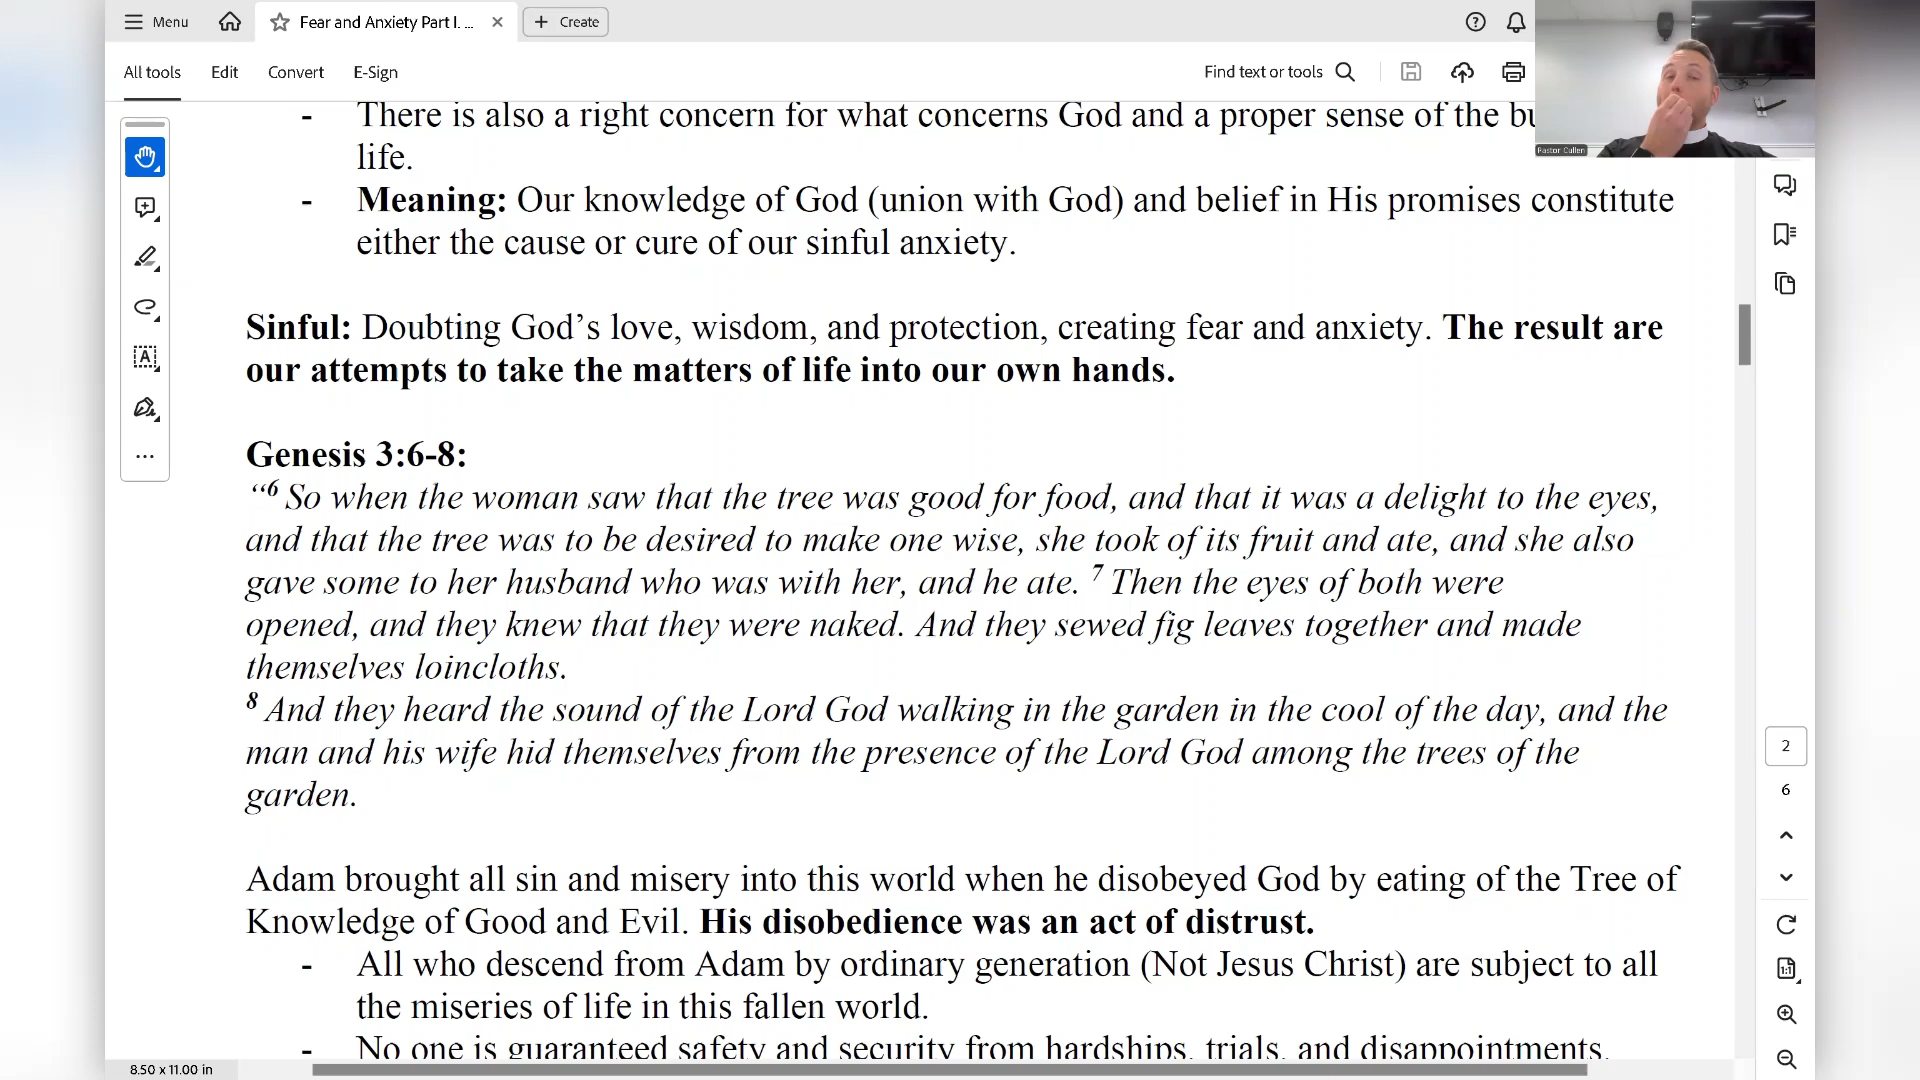 Menu
Fear and Anxiety Part I. ...
Create
All tools
Edit
Convert
E-Sign
Find text or tools
Pastor Cullen
- There is also a right concern for what concerns God and a proper sense of the
life.
- Meaning: Our knowledge of God (union with God) and belief in His promises constitute
either the cause or cure of our sinful anxiety.
Sinful: Doubting God’s love, wisdom, and protection, creating fear and anxiety. The result are
our attempts to take the matters of life into our own hands.
Genesis 3:6-8:
“6 So when the woman saw that the tree was good for food, and that it was a delight to the eyes,
and that the tree was to be desired to make one wise, she took of its fruit and ate, and she also
gave some to her husband who was with her, and he ate. 7 Then the eyes of both were
opened, and they knew that they were naked. And they sewed fig leaves together and made
themselves loincloths.
8 And they heard the sound of the Lord God walking in the garden in the cool of the day, and the
man and his wife hid themselves from the presence of the Lord God among the trees of the
garden.
Adam brought all sin and misery into this world when he disobeyed God by eating of the Tree of
Knowledge of Good and Evil. His disobedience was an act of distrust.
- All who descend from Adam by ordinary generation (Not Jesus Christ) are subject to all
the miseries of life in this fallen world.
- No one is guaranteed safety and security from hardships, trials, and disappointments.
2
6
8.50 x 11.00 in